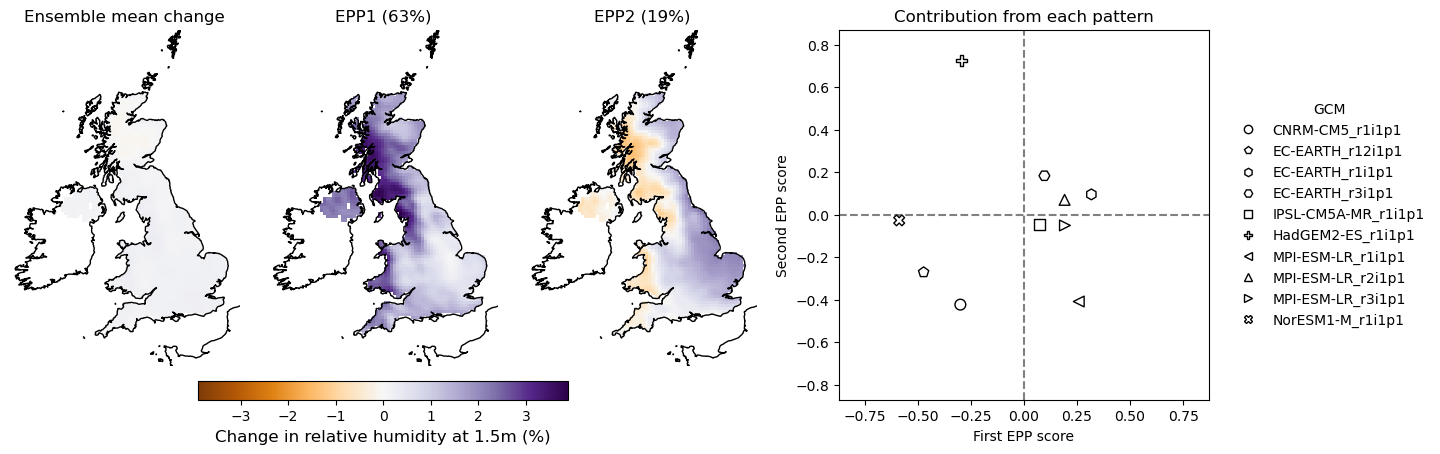 Ensemble mean change
EPP1 (63%)
EPP2 (19%)
Contribution from each pattern
0.8
0.6
0.4
0.2
0.0
−0.2
−0.4
−0.6
−0.8
Second EPP score
−0.75
−0.50
−0.25
0.00
0.25
0.50
0.75
First EPP score
GCM
CNRM-CM5_r1i1p1
EC-EARTH_r12i1p1
EC-EARTH_r1i1p1
EC-EARTH_r3i1p1
IPSL-CM5A-MR_r1i1p1
HadGEM2-ES_r1i1p1
MPI-ESM-LR_r1i1p1
MPI-ESM-LR_r2i1p1
MPI-ESM-LR_r3i1p1
NorESM1-M_r1i1p1
−3
−2
−1
0
1
2
3
Change in relative humidity at 1.5m (%)